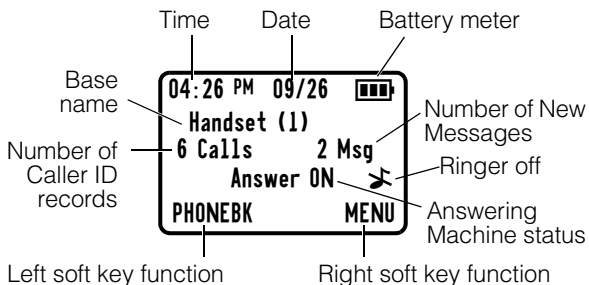 Time Date Battery meter
04:26 PM 09/26
Base
name
Handset (1)
Number of New
Messages
6 Calls 2 Msg
Number of
Caller ID
records
Ringer off
Answer ON
PHONEBK MENU
Answering
Machine status
Left soft key function Right soft key function